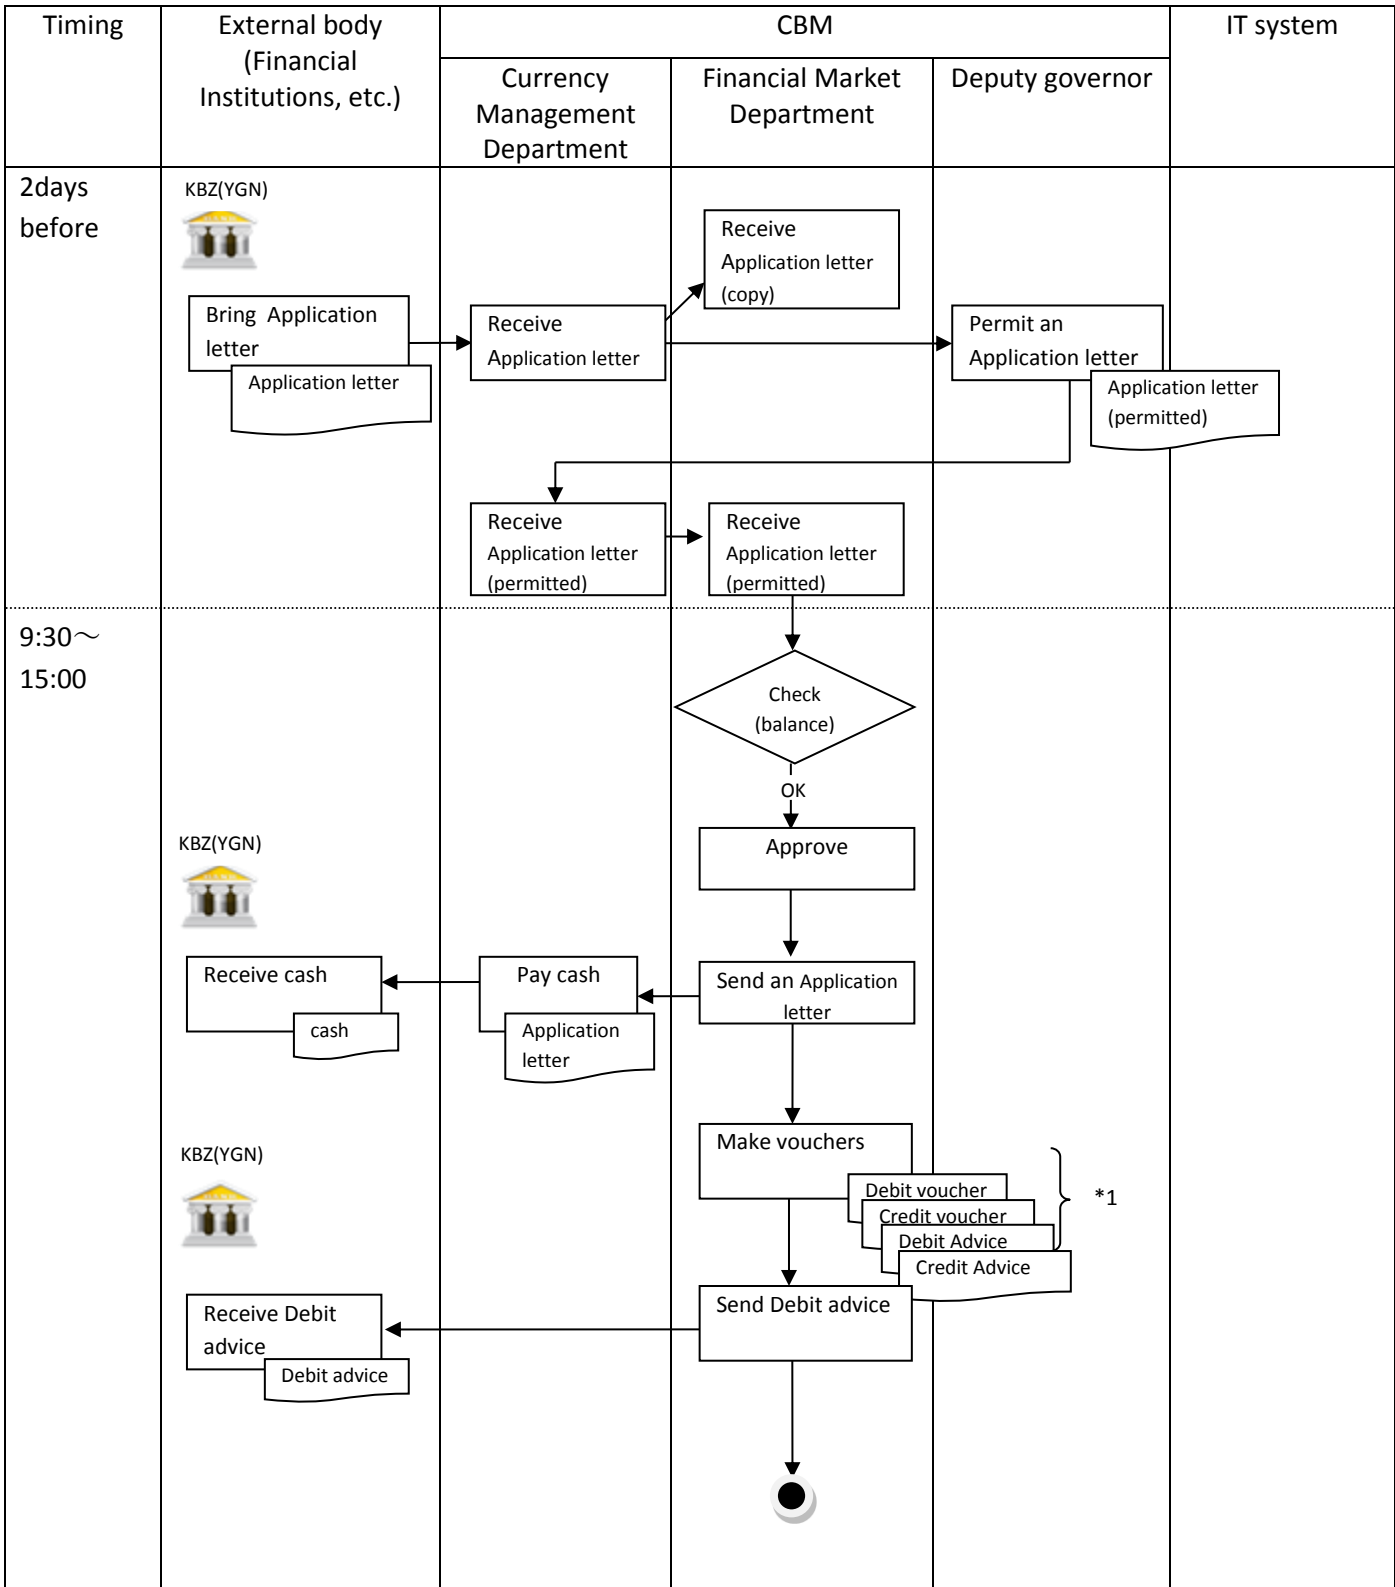 Timing
External body
(Financial
Institutions, etc.)
CBM
IT system
Currency
Management
Department
Financial Market
Department
Deputy governor
2days
before
KBZ(YGN)
Receive
Application letter
(copy)
Bring  Application
letter
Application letter
Receive
Application letter
Permit an
Application letter
Application letter
(permitted)
Receive
Application letter
(permitted)
Receive
Application letter
(permitted)
9:30～
15:00
Check
(balance)
OK
KBZ(YGN)
Approve
Receive cash
cash
Pay cash
Application
letter
Send an Application
letter
KBZ(YGN)
Make vouchers
Debit voucher
Credit voucher
Debit Advice
Credit Advice
*1
Receive Debit
advice
Debit advice
Send Debit advice